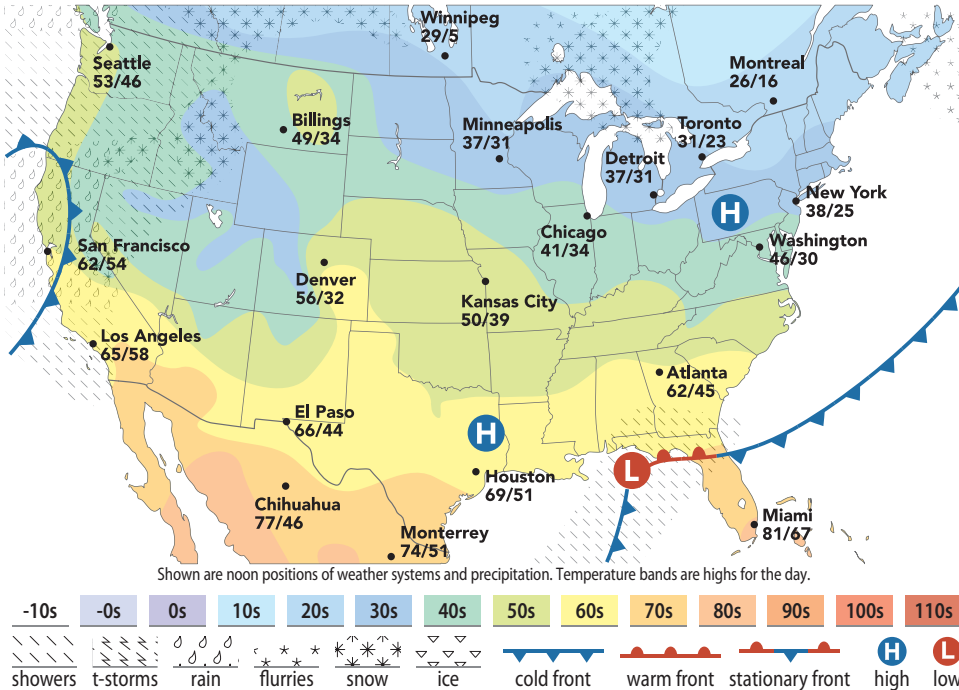 Winnipeg
29/5
Seattle
53/46
Montreal
26/16
Billings
49/34
Minneapolis
37/31
Toronto
31/23
Detroit
37/31
New York
38/25
H
San Francisco
62/54
Chicago
41/34
Washington
46/30
Denver
56/32
Kansas City
50/39
Los Angeles
65/58
Atlanta
62/45
El Paso
66/44
H
L
Houston
69/51
Chihuahua
77/46
Miami
81/67
Monterrey
74/51
Shown are noon positions of weather systems and precipitation. Temperature bands are highs for the day.
-10s -0s 0s 10s 20s 30s 40s 50s 60s 70s 80s 90s 100s 110s
H L
showers t-storms rain flurries snow ice cold front warm front stationary front high low